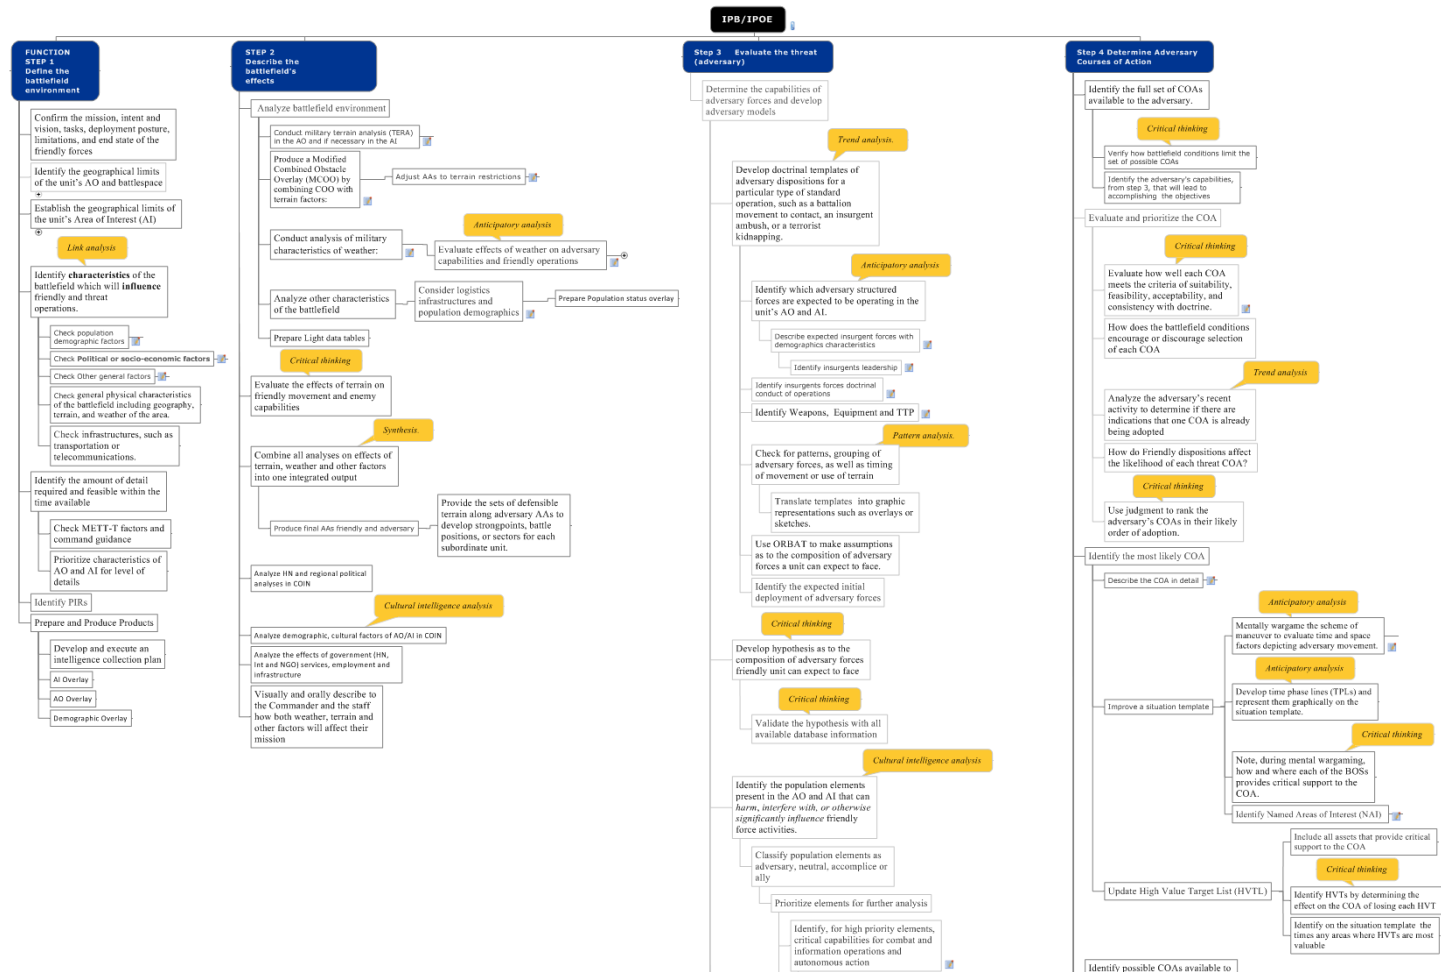 IPB/IPOE
FUNCTION
STEP 1
Define the
battlefield
environment
Confirm the mission, intent and
vision, tasks, deployment posture,
limitations, and end state of the
friendly forces
Identify the geographical limits
of the unit's AO and battlespace
Establish the geographical limits of
the unit's Area of Interest (AI)
Link analysis
Identify characteristics of the
battlefield which will influence
friendly and threat
operations.
Check population
demographic factors
Check Political or socio-economic factors
Check Other general factors
Check general physical characteristics
of the battlefield including geography,
terrain, and weather of the area.
Check infrastructures, such as
transportation or
telecommunications.
Identify the amount of detail
required and feasible within the
time available
Check METT-T factors and
command guidance
Prioritize characteristics of
AO and AI for level of
details
Identify PIRs
Prepare and Produce Products
Develop and execute an
intelligence collection plan
AI Overlay
AO Overlay
Demographic Overlay
STEP 2
Describe the
battlefield's
effects
Analyze battlefield environment
Conduct military terrain analysis (TERA)
in the AO and if necessary in the AI
Produce a Modified
Combined Obstacle
Overlay (MCOO) by
combining COO with
terrain factors:
Adjust AAs to terrain restrictions
Anticipatory analysis
Conduct analysis of military
characteristics of weather:
Evaluate effects of weather on adversary
capabilities and friendly operations
Analyze other characteristics
of the battlefield
Consider logistics
infrastructures and
population demographics
Prepare Population status overlay
Prepare Light data tables
Critical thinking
Evaluate the effects of terrain on
friendly movement and enemy
capabilities
Synthesis.
Combine all analyses on effects of
terrain, weather and other factors
into one integrated output
Produce final AAs friendly and adversary
Provide the sets of defensible
terrain along adversary AAs to
develop strongpoints, battle
positions, or sectors for each
subordinate unit.
Analyze HN and regional political
analyses in COIN
Cultural intelligence analysis
Analyze demographic, cultural factors of AO/AI in COIN
Analyze the effects of government (HN,
Int and NGO) services, employment and
infrastructure
Visually and orally describe to
the Commander and the staff
how both weather, terrain and
other factors will affect their
mission
Step 3 Evaluate the threat
(adversary)
Determine the capabilities of
adversary forces and develop
adversary models
Trend analysis.
Develop doctrinal templates of
adversary dispositions for a
particular type of standard
operation, such as a battalion
movement to contact, an insurgent
ambush, or a terrorist
kidnapping.
Anticipatory analysis
Identify which adversary structured
forces are expected to be operating in the
unit's AO and AI.
Describe expected insurgent forces with
demographics characteristics
Identify insurgents leadership
Identify insurgents forces doctrinal
conduct of operations
Identify Weapons, Equipment and TTP
Pattern analysis.
Check for patterns, grouping of
adversary forces, as well as timing
of movement or use of terrain
Translate templates into graphic
representations such as overlays or
sketches.
Use ORBAT to make assumptions
as to the composition of adversary
forces a unit can expect to face.
Identify the expected initial
deployment of adversary forces
Critical thinking
Develop hypothesis as to the
composition of adversary forces
friendly unit can expect to face
Critical thinking
Validate the hypothesis with all
available database information
Cultural intelligence analysis
Identify the population elements
present in the AO and AI that can
harm, interfere with, or otherwise
significantly influence friendly
force activities.
Classify population elements as
adversary, neutral, accomplice or
ally
Prioritize elements for further analysis
Identify, for high priority elements,
critical capabilities for combat and
information operations and
autonomous action
Step 4 Determine Adversary
Courses of Action
Identify the full set of COAs
available to the adversary.
Critical thinking
Verify how battlefield conditions limit the
set of possible COAs
Identify the adversary's capabilities,
from step 3, that will lead to
accomplishing the objectives
Evaluate and prioritize the COA
Critical thinking
Evaluate how well each COA
meets the criteria of suitability,
feasibility, acceptability, and
consistency with doctrine.
How does the battlefield conditions
encourage or discourage selection
of each COA
Trend analysis
Analyze the adversary's recent
activity to determine if there are
indications that one COA is already
being adopted
How do Friendly dispositions affect
the likelihood of each threat COA?
Critical thinking
Use judgment to rank the
adversary's COAs in their likely
order of adoption.
Identify the most likely COA
Describe the COA in detail
Anticipatory analysis
Mentally wargame the scheme of
maneuver to evaluate time and space
factors depicting adversary movement.
Anticipatory analysis
Improve a situation template
Develop time phase lines (TPLs) and
represent them graphically on the
situation template.
Critical thinking
Note, during mental wargaming,
how and where each of the BOSs
provides critical support to the
COA.
Identify Named Areas of Interest (NAI)
Include all assets that provide critical
support to the COA
Critical thinking
Update High Value Target List (HVTL)
Identify HVTs by determining the
effect on the COA of losing each HVT
Identify on the situation template the
times any areas where HVTs are most
valuable
Identify possible COAs available to